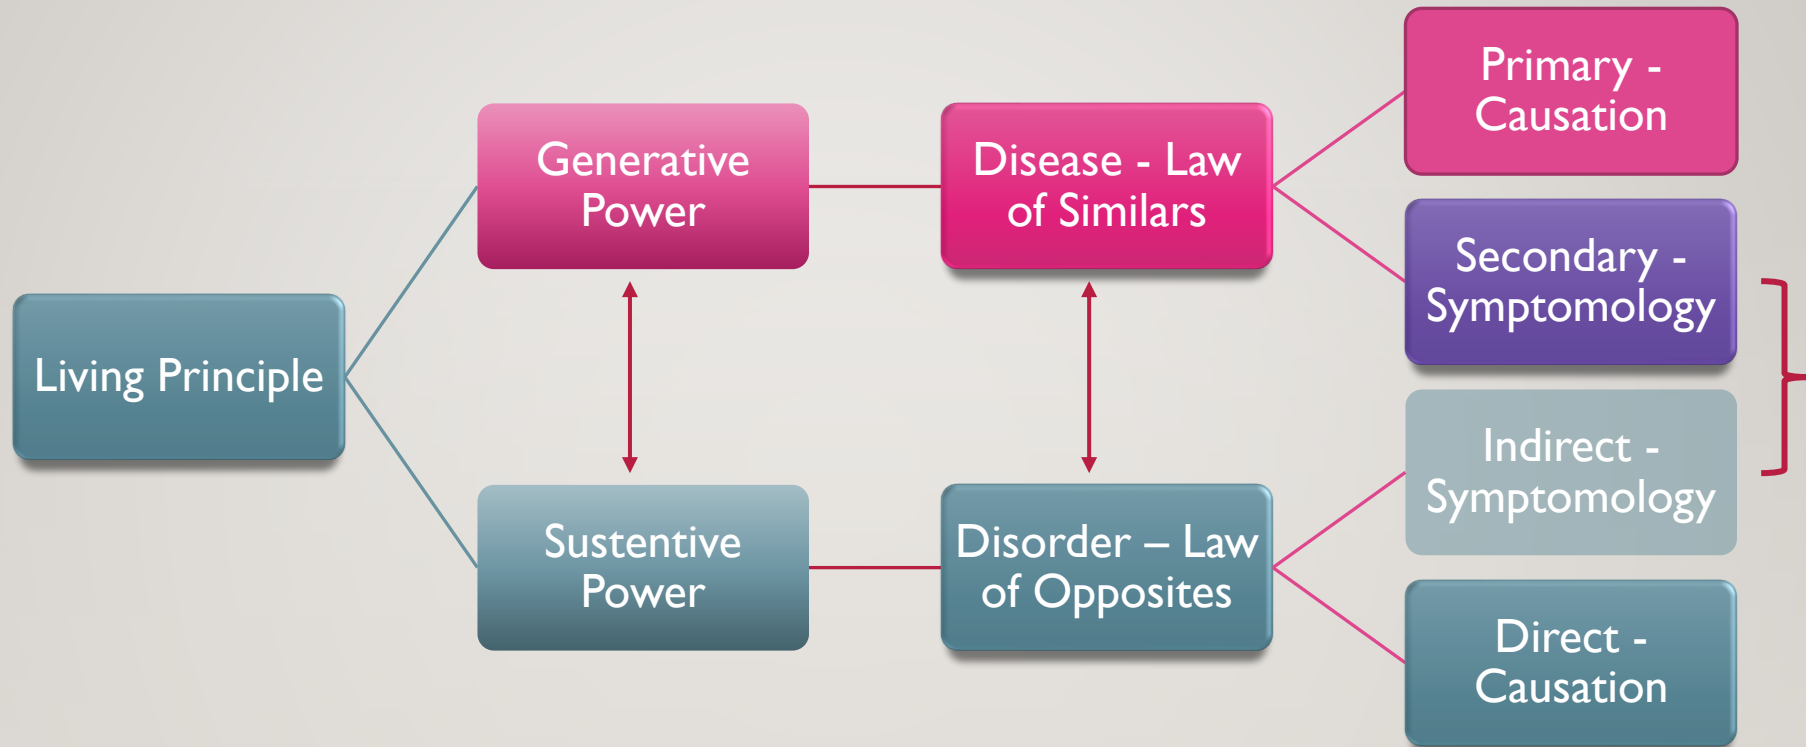 Living Principle
Generative
Power
Sustentive
Power
Disease - Law
of Similars
Disorder – Law
of Opposites
Primary -
Causation
Secondary -
Symptomology
Indirect -
Symptomology
Direct -
Causation